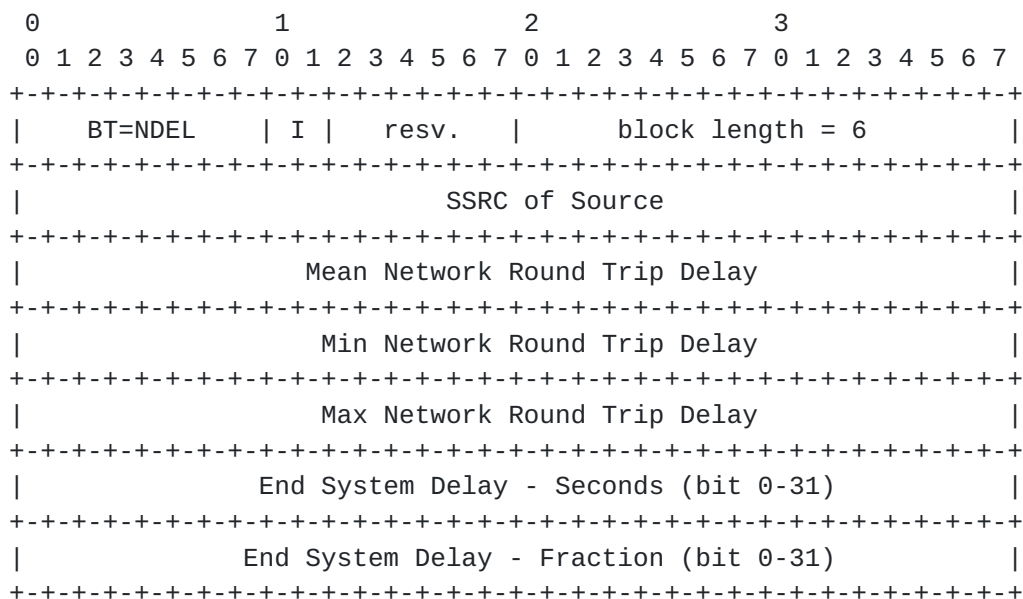 0                   1                   2                   3
 0 1 2 3 4 5 6 7 0 1 2 3 4 5 6 7 0 1 2 3 4 5 6 7 0 1 2 3 4 5 6 7
+-+-+-+-+-+-+-+-+-+-+-+-+-+-+-+-+-+-+-+-+-+-+-+-+-+-+-+-+-+-+-+-+
|    BT=NDEL    | I |   resv.   |      block length = 6         |
+-+-+-+-+-+-+-+-+-+-+-+-+-+-+-+-+-+-+-+-+-+-+-+-+-+-+-+-+-+-+-+-+
|                           SSRC of Source                      |
+-+-+-+-+-+-+-+-+-+-+-+-+-+-+-+-+-+-+-+-+-+-+-+-+-+-+-+-+-+-+-+-+
|                  Mean Network Round Trip Delay                |
+-+-+-+-+-+-+-+-+-+-+-+-+-+-+-+-+-+-+-+-+-+-+-+-+-+-+-+-+-+-+-+-+
|                   Min Network Round Trip Delay                |
+-+-+-+-+-+-+-+-+-+-+-+-+-+-+-+-+-+-+-+-+-+-+-+-+-+-+-+-+-+-+-+-+
|                   Max Network Round Trip Delay                |
+-+-+-+-+-+-+-+-+-+-+-+-+-+-+-+-+-+-+-+-+-+-+-+-+-+-+-+-+-+-+-+-+
|               End System Delay - Seconds (bit 0-31)           |
+-+-+-+-+-+-+-+-+-+-+-+-+-+-+-+-+-+-+-+-+-+-+-+-+-+-+-+-+-+-+-+-+
|              End System Delay - Fraction (bit 0-31)           |
+-+-+-+-+-+-+-+-+-+-+-+-+-+-+-+-+-+-+-+-+-+-+-+-+-+-+-+-+-+-+-+-+